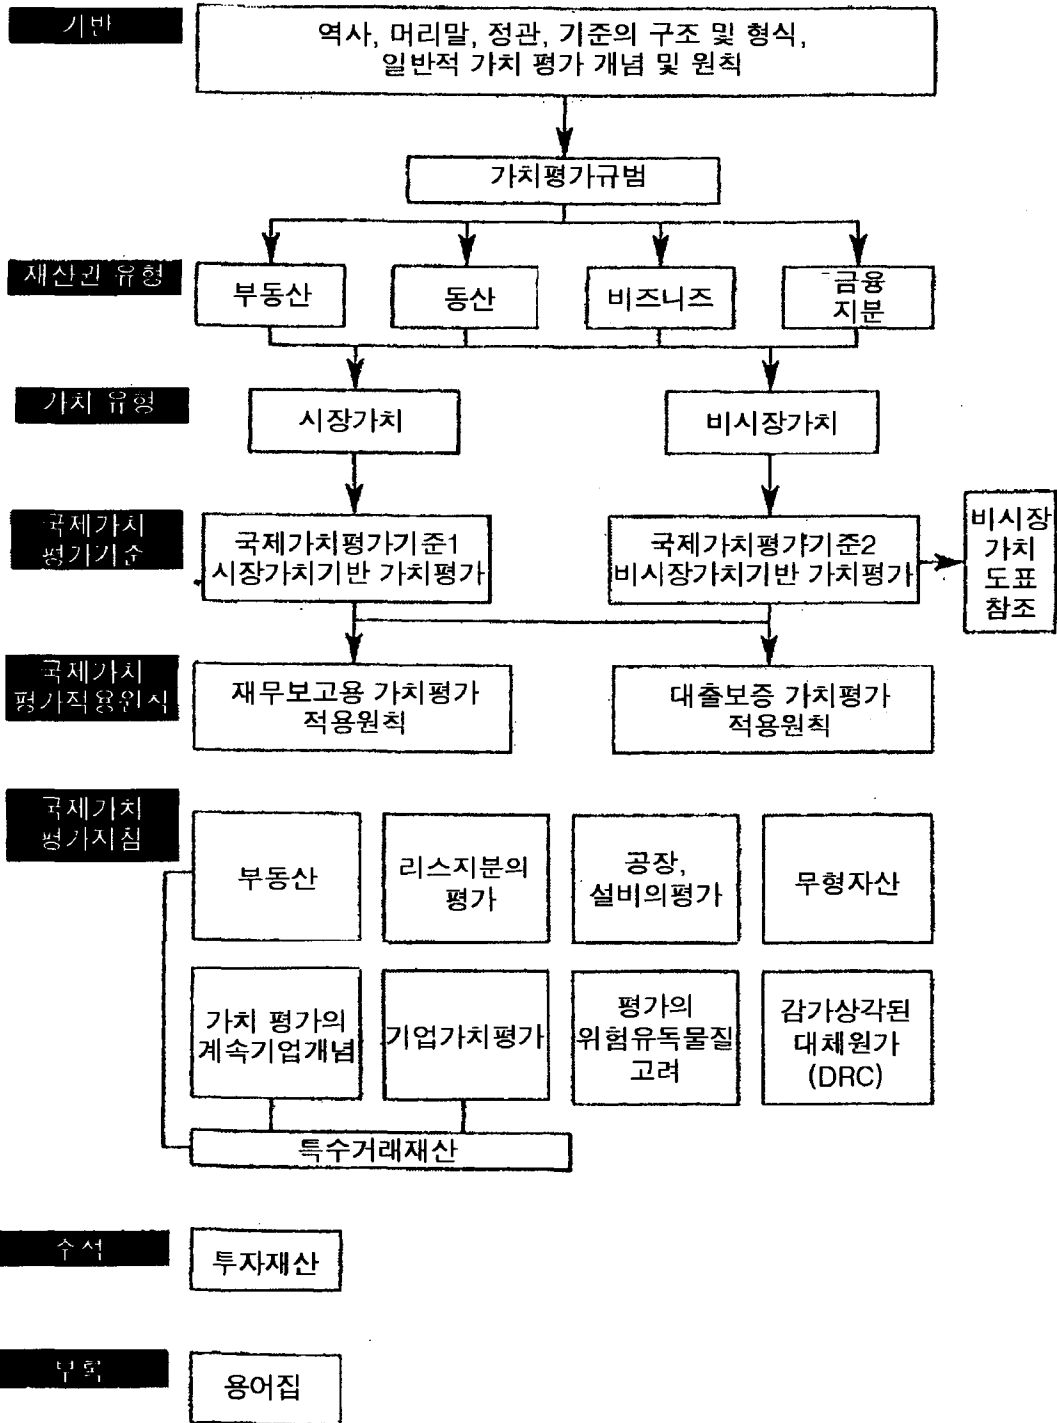 기반
역사, 머리말, 정관, 기준의 구조 및 형식,
일반적 가치 평가 개념 및 원칙
가치평가규범
재산권 유형
부동산
동산
비즈니즈
금융
지분
가치 유형
시장가치
비시장가치
국제가치
평가기준
국제가치평가기준1
시장가치기반 가치평가
국제가치평가기준2
비시장가치기반 가치평가
비시장
가치
도표
참조
국제가치
평가적용원칙
재무보고용 가치평가
적용원칙
대출보증 가치평가
적용원칙
국제가치
평가지침
부동산
리스지분의
평가
공장,
설비의평가
무형자산
가치 평가의
계속기업개념
기업가치평가
평가의
위험유독물질
고려
감가상각된
대체원가
(DRC)
특수거래재산
주석
투자재산
부록
용어집